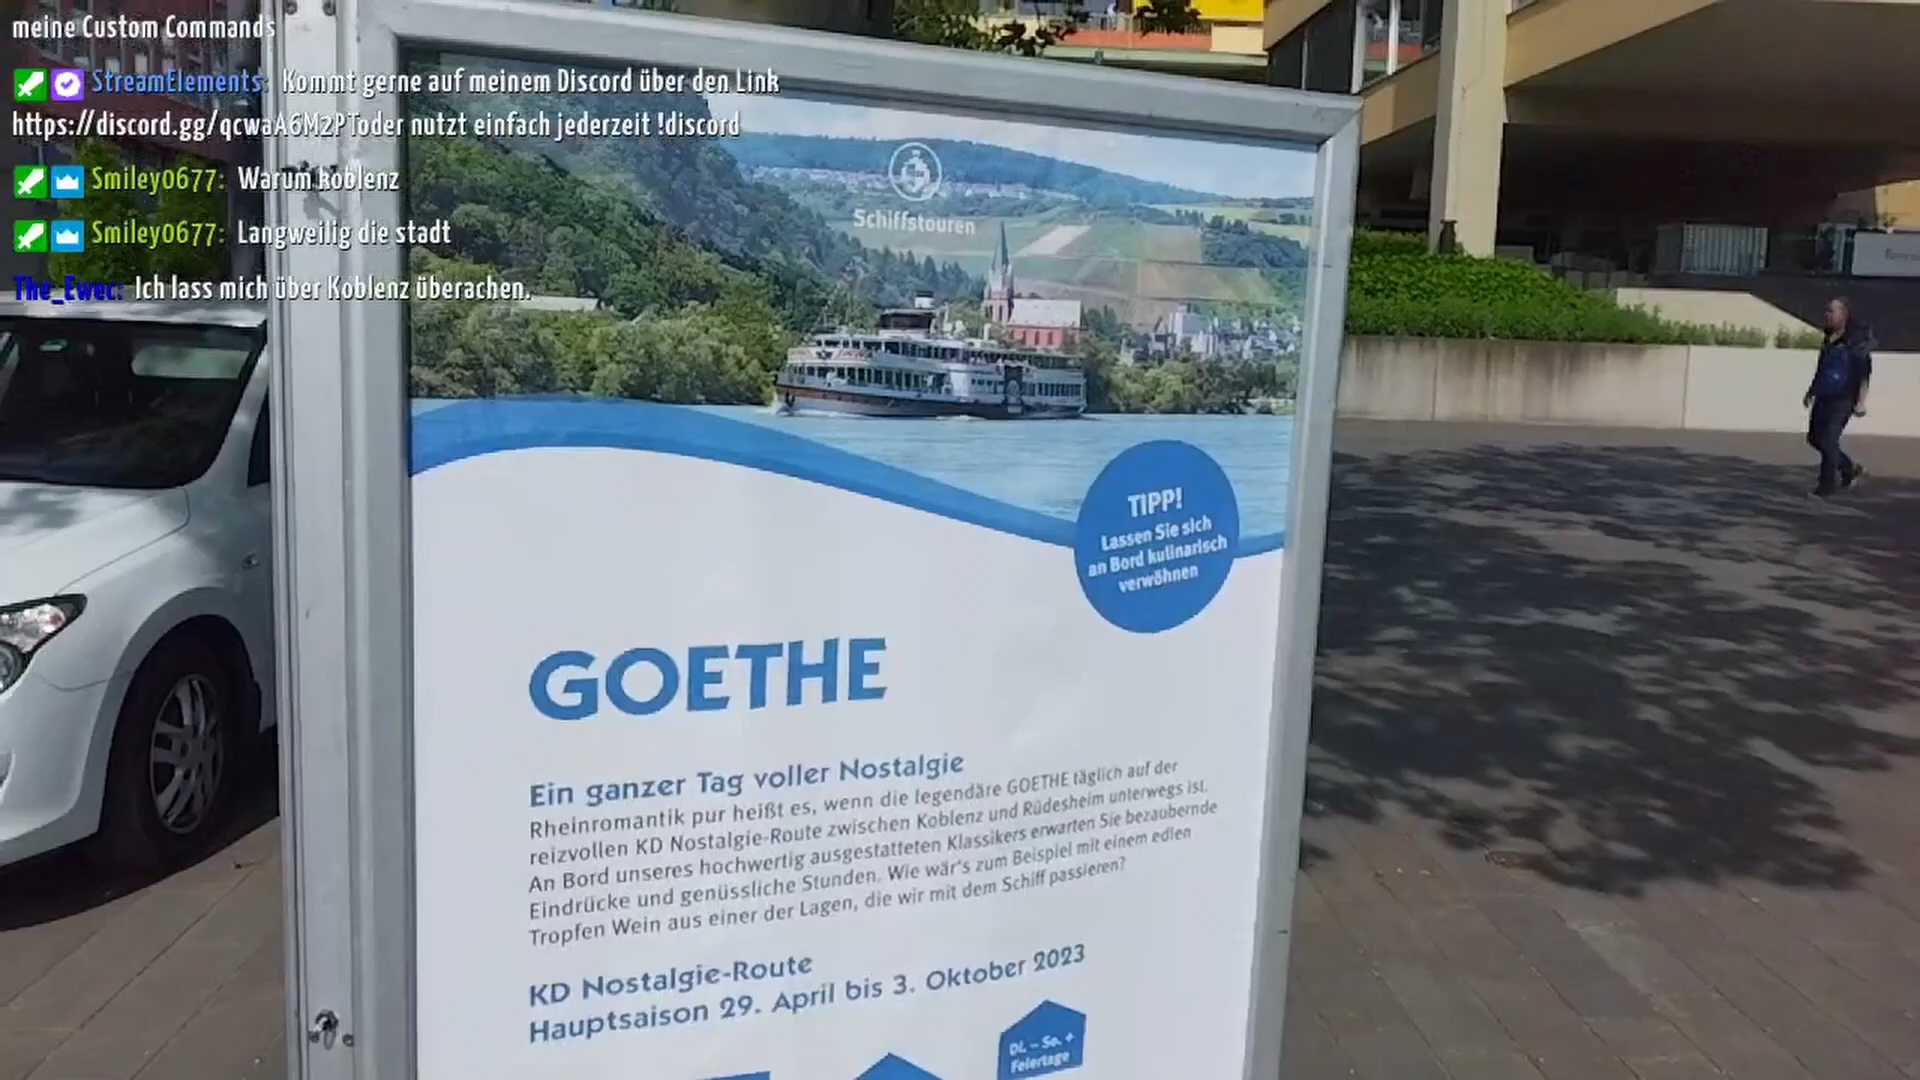 meine Custom Commands
StreamElements: Kommt gerne auf meinem Discord über den Link
https://discord.gg/qcwaA6M2PToder nutzt einfach jederzeit !discord
Smiley0677: Warum koblenz
Smiley0677: Langweilig die stadt
The_Ewec: Ich lass mich über Koblenz überachen.
Schiffstouren
TIPP!
Lassen Sie sich
an Bord kulinarisch
verwöhnen
GOETHE
Ein ganzer Tag voller Nostalgie
Rheinromantik pur heißt es, wenn die legendäre GOETHE täglich auf der
reizvollen KD Nostalgie-Route zwischen Koblenz und Rüdesheim unterwegs ist.
An Bord unseres hochwertig ausgestatteten Klassikers erwarten Sie bezaubernde
Eindrücke und genüssliche Stunden. Wie wär's zum Beispiel mit einem edlen
Tropfen Wein aus einer der Lagen, die wir mit dem Schiff passieren?
KD Nostalgie-Route
Hauptsaison 29. April bis 3. Oktober 2023
Di. – So. +
Feiertage